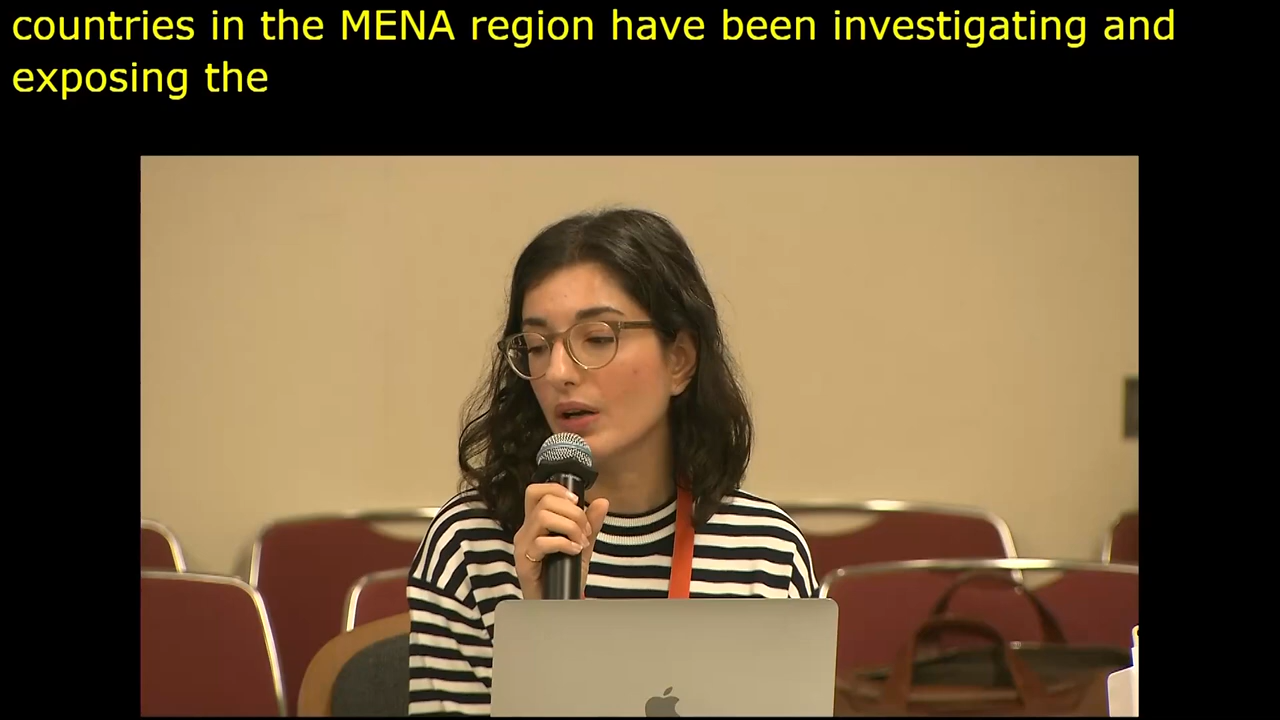 countries in the MENA region have been investigating and
exposing the